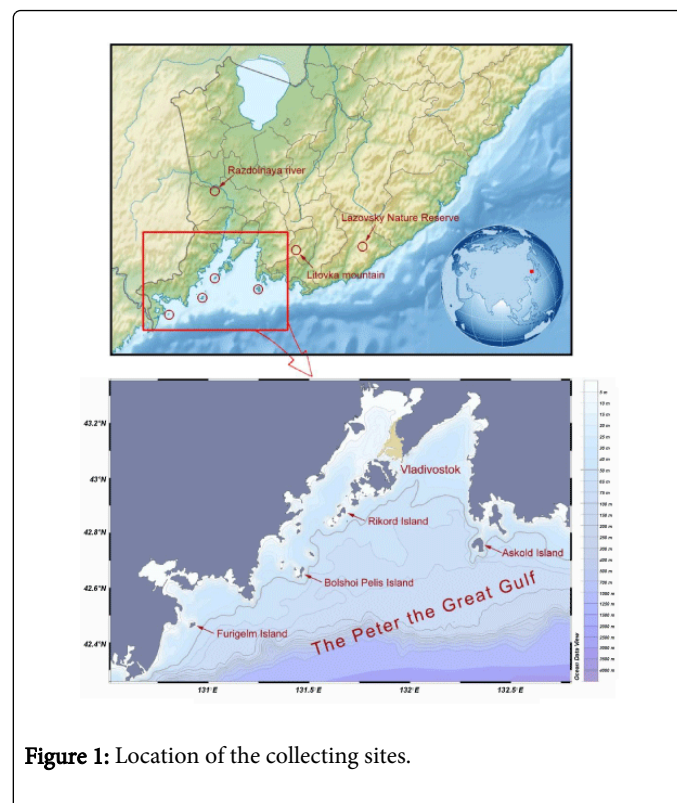 Razdolnaya river
Lazovsky Nature Reserve
Litovka mountain
43.2°N
43°N
42.8°N
42.6°N
42.4°N
Vladivostok
Rikord Island
Askold Island
Bolshoi Pelis Island
Furigelm Island
The Peter the Great Gulf
131°E
131.5°E
132°E
132.5°E
Ocean Data View
Figure 1: Location of the collecting sites.